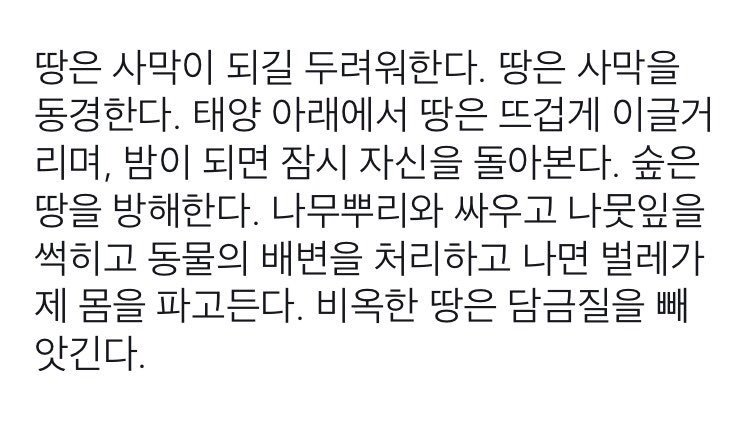 땅은 사막이 되길 두려워한다. 땅은 사막을
동경한다. 태양 아래에서 땅은 뜨겁게 이글거
리며, 밤이 되면 잠시 자신을 돌아본다. 숲은
땅을 방해한다. 나무뿌리와 싸우고 나뭇잎을
썩히고 동물의 배변을 처리하고 나면 벌레가
제 몸을 파고든다. 비옥한 땅은 담금질을 빼
앗긴다.